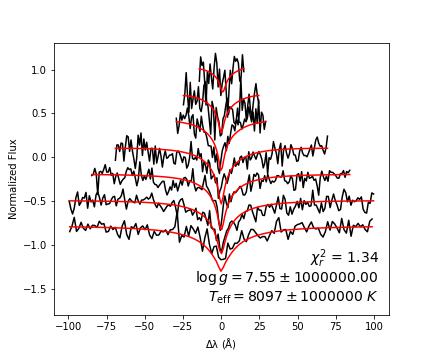 1.0
0.5
0.0
−0.5
−1.0
−1.5
Normalized Flux
χ²ᵣ = 1.34
log g = 7.55 ± 1000000.00
T_eff = 8097 ± 1000000 K
−100 −75 −50 −25 0 25 50 75 100
Δλ (Å)